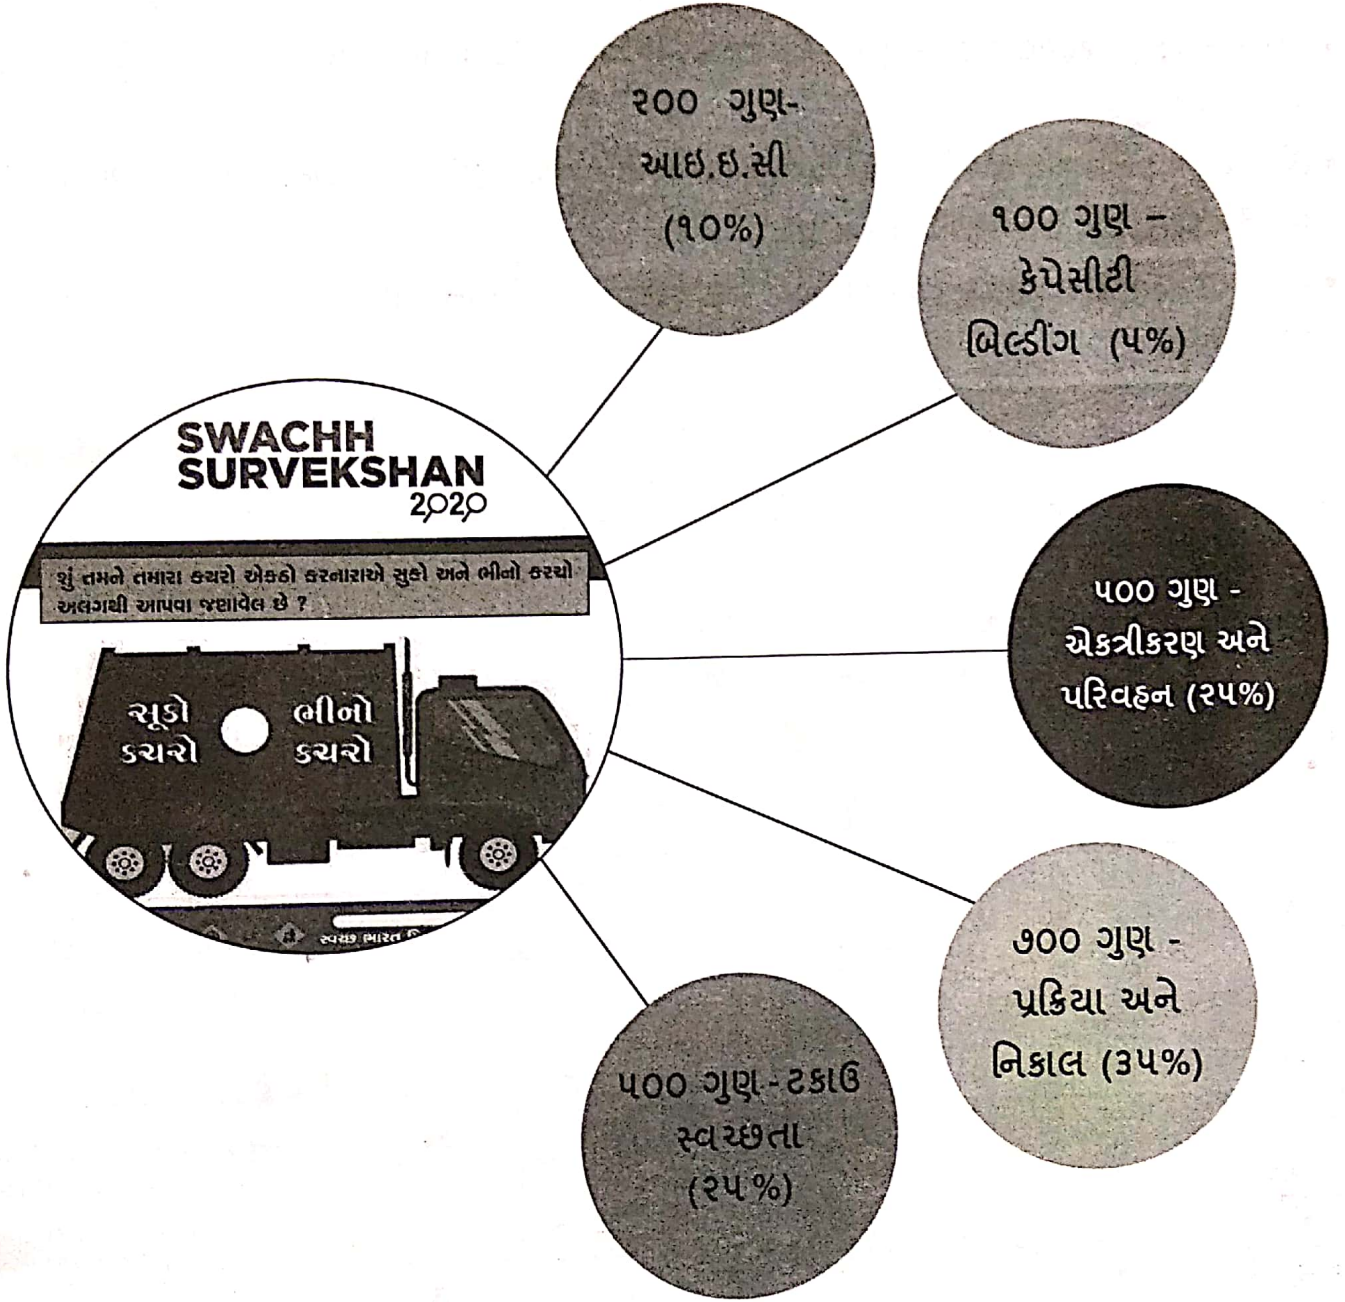 ૨૦૦ ગુણ-
આઇ.ઇ.સી
(૧૦%)
૧૦૦ ગુણ –
કેપેસીટી
બિલ્ડીંગ (૫%)
SWACHH
SURVEKSHAN
2020
શું તમને તમારા કચરો એકઠો કરનારાએ સુકો અને ભીનો કરચો
અલગથી આપવા જણાવેલ છે ?
સૂકો
કચરો
ભીનો
કચરો
સ્વચ્છ ભારત
૫૦૦ ગુણ -
એકત્રીકરણ અને
પરિવહન (૨૫%)
૭૦૦ ગુણ -
પ્રક્રિયા અને
નિકાલ (૩૫%)
૫૦૦ ગુણ - ટકાઉ
સ્વચ્છતા
(૨૫%)